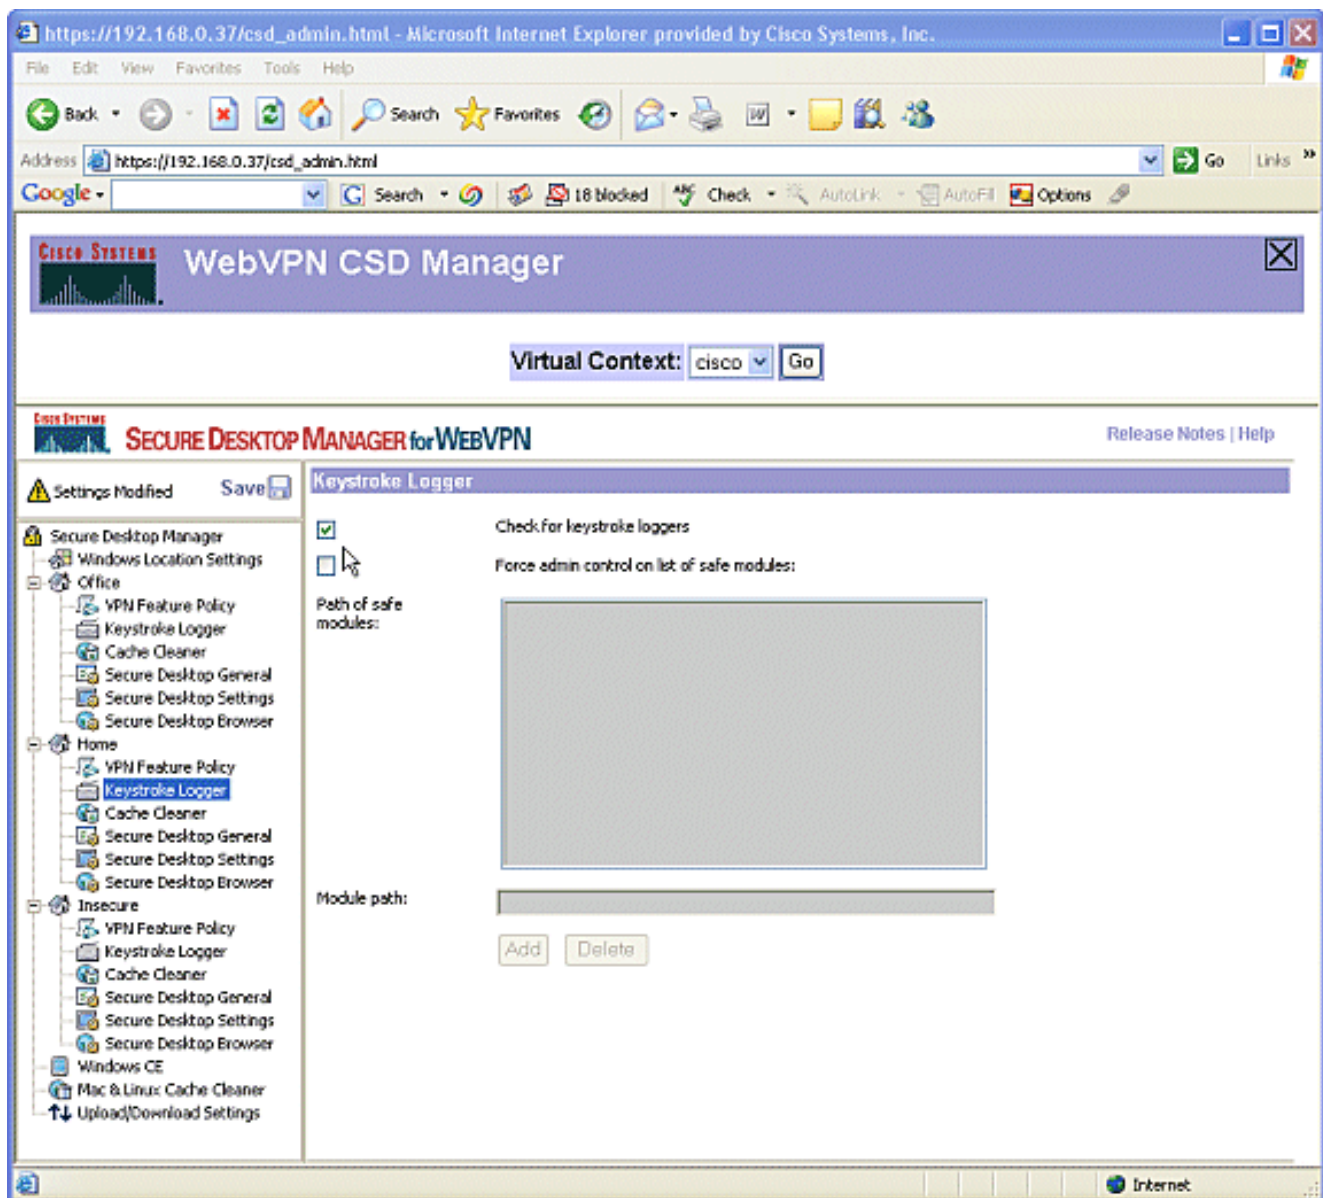 https://192.168.0.37/csd_admin.html - Microsoft Internet Explorer provided by Cisco Systems, Inc.
File Edit View Favorites Tools Help
Back Search Favorites
Address https://192.168.0.37/csd_admin.html Go Links »
Google Search 18 blocked ABC Check AutoLink AutoFill Options
CISCO SYSTEMS WebVPN CSD Manager
Virtual Context: cisco Go
CISCO SYSTEMS SECURE DESKTOP MANAGER for WEBVPN Release Notes | Help
Settings Modified Save
Keystroke Logger
Secure Desktop Manager
Windows Location Settings
Office
VPN Feature Policy
Keystroke Logger
Cache Cleaner
Secure Desktop General
Secure Desktop Settings
Secure Desktop Browser
Home
VPN Feature Policy
Keystroke Logger
Cache Cleaner
Secure Desktop General
Secure Desktop Settings
Secure Desktop Browser
Insecure
VPN Feature Policy
Keystroke Logger
Cache Cleaner
Secure Desktop General
Secure Desktop Settings
Secure Desktop Browser
Windows CE
Mac & Linux Cache Cleaner
Upload/Download Settings
Check for keystroke loggers
Force admin control on list of safe modules:
Path of safe
modules:
Module path:
Add Delete
Internet